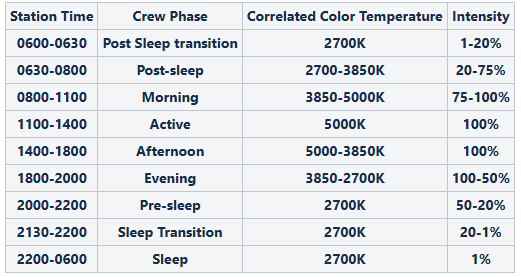 Station Time Crew Phase Correlated Color Temperature Intensity
0600-0630 Post Sleep transition 2700K 1-20%
0630-0800 Post-sleep 2700-3850K 20-75%
0800-1100 Morning 3850-5000K 75-100%
1100-1400 Active 5000K 100%
1400-1800 Afternoon 5000-3850K 100%
1800-2000 Evening 3850-2700K 100-50%
2000-2200 Pre-sleep 2700K 50-20%
2130-2200 Sleep Transition 2700K 20-1%
2200-0600 Sleep 2700K 1%